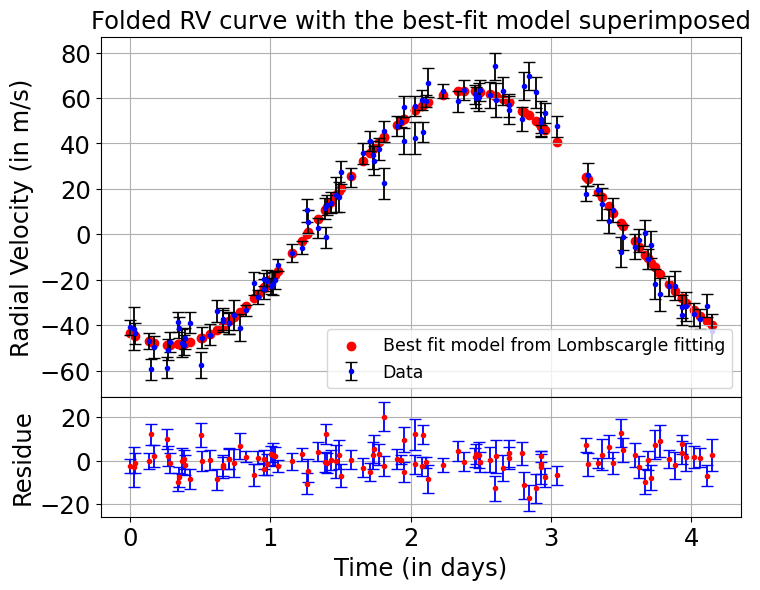 Folded RV curve with the best-fit model superimposed
Radial Velocity (in m/s)
80
60
40
20
0
−20
−40
−60
Best fit model from Lombscargle fitting
Data
Residue
20
0
−20
0 1 2 3 4
Time (in days)